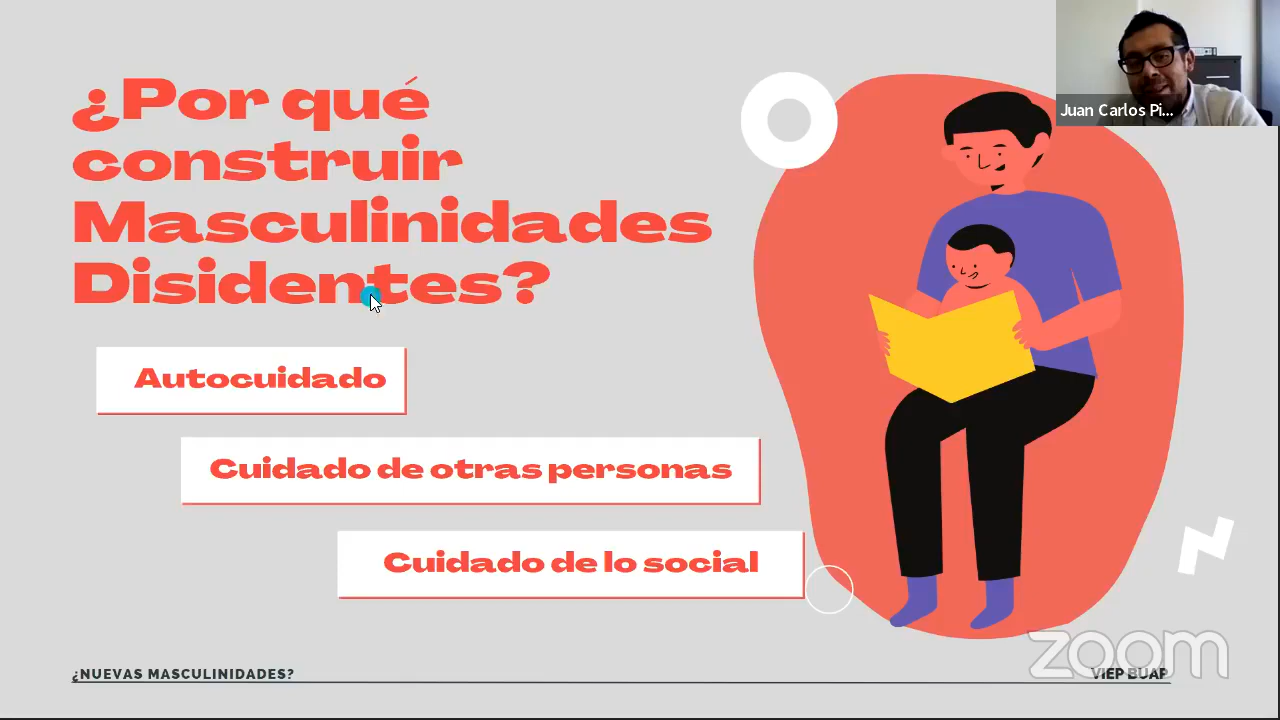 ¿Por qué
construir
Masculinidades
Disidentes?
Autocuidado
Cuidado de otras personas
Cuidado de lo social
¿NUEVAS MASCULINIDADES?
VIEP BUAP
zoom
Juan Carlos Pi...